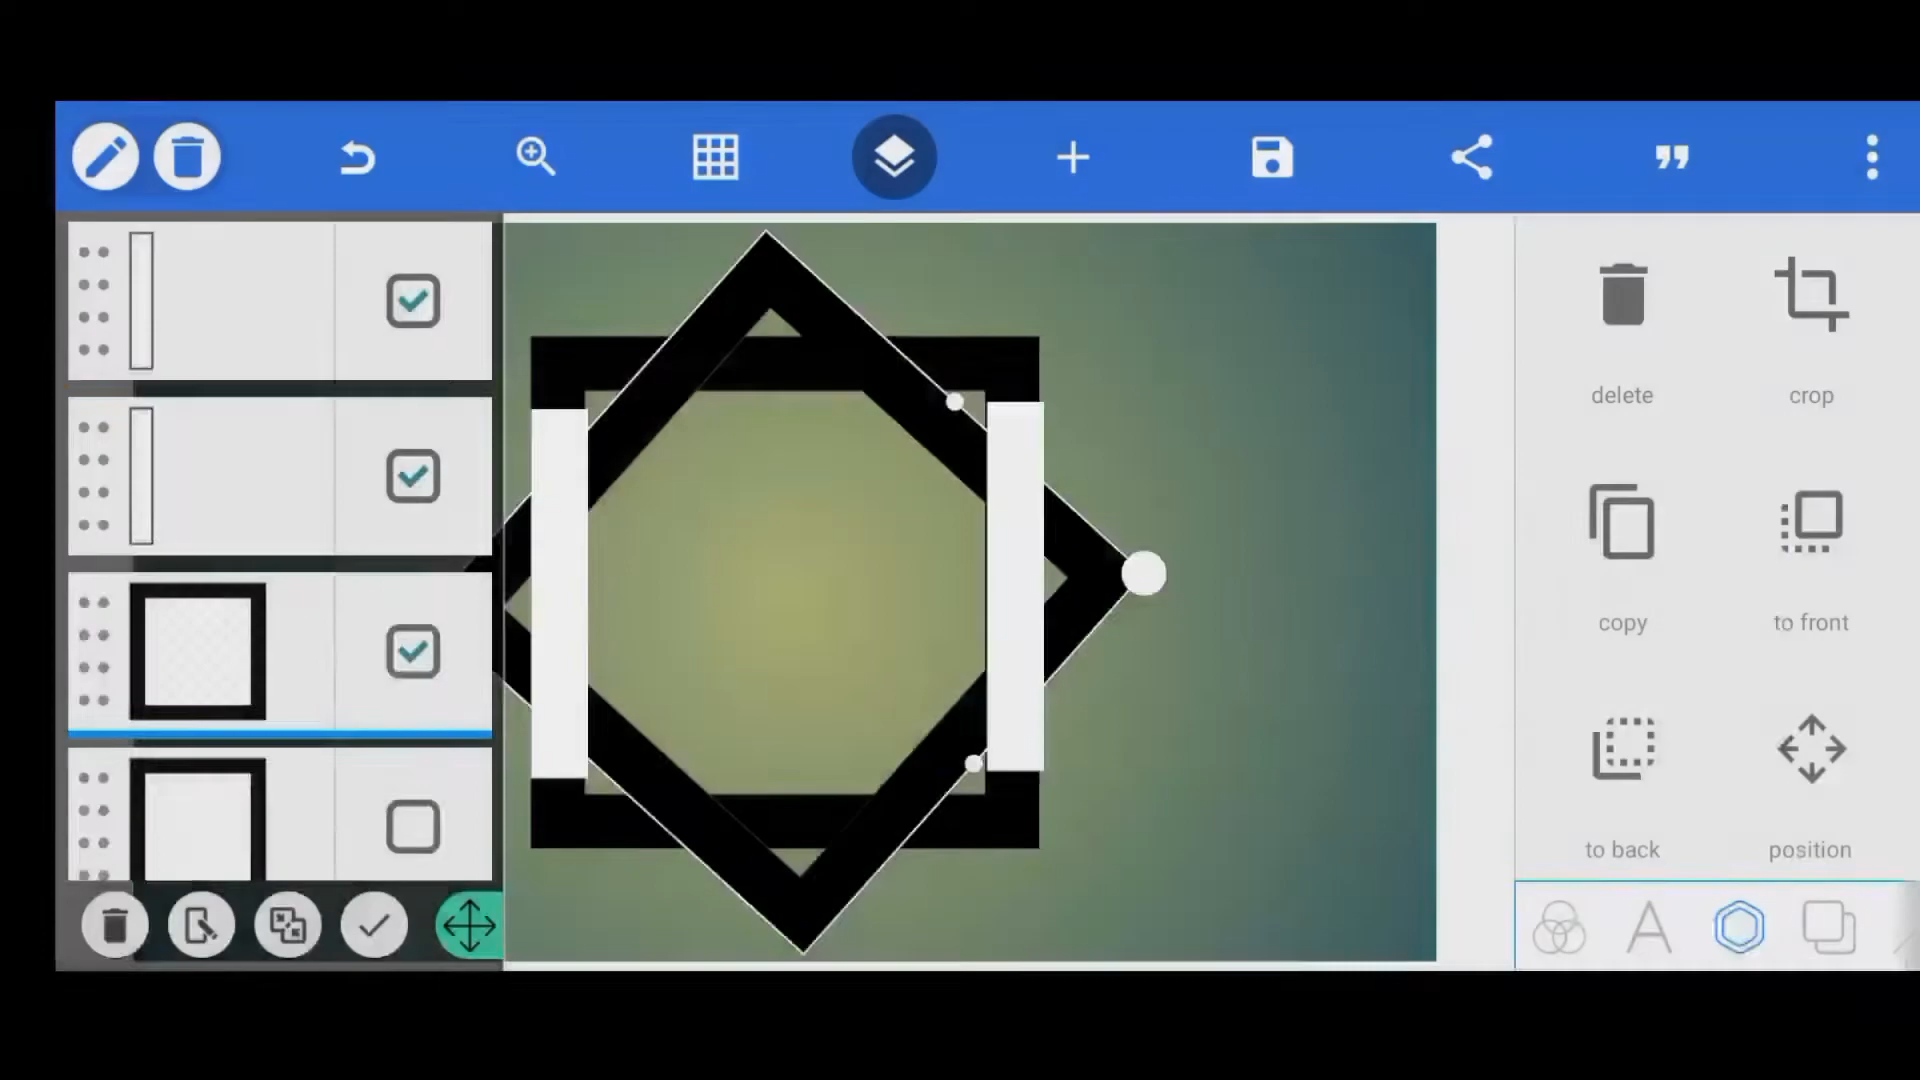 delete
crop
copy
to front
to back
position